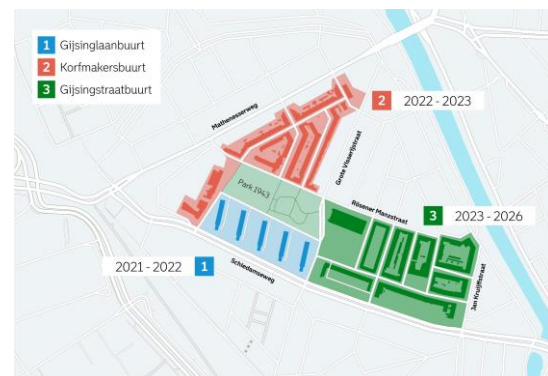 1 Gijsinglaanbuurt
2 Korfmakersbuurt
3 Gijsingstraatbuurt
2 2022 - 2023
Mathenesserweg
Grote Visserijstraat
Park 1943
Rösener Manzstraat
3 2023 - 2026
2021 - 2022 1
Schiedamseweg
Jan Kruijffstraat